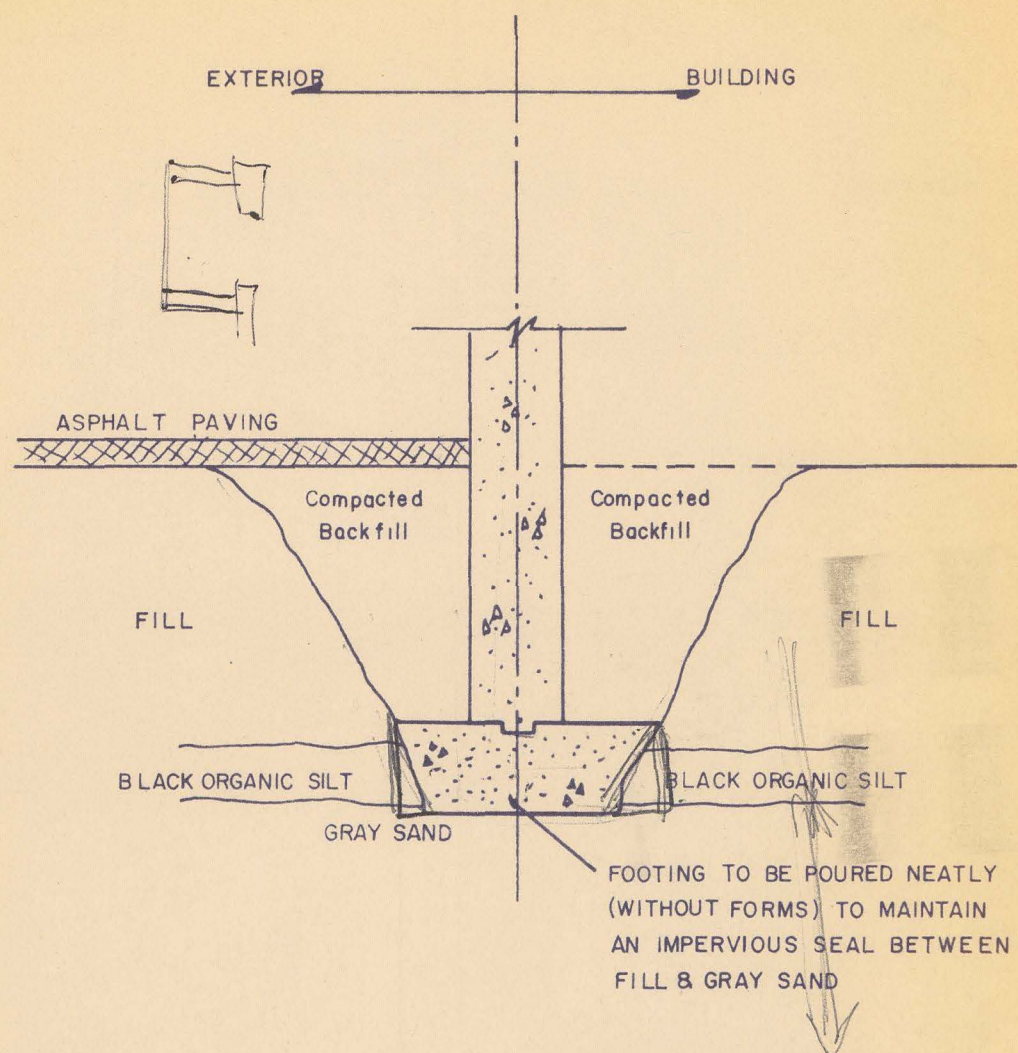 EXTERIOR BUILDING
ASPHALT PAVING
Compacted
Backfill
Compacted
Backfill
FILL
FILL
BLACK ORGANIC SILT
BLACK ORGANIC SILT
GRAY SAND
FOOTING TO BE POURED NEATLY
(WITHOUT FORMS) TO MAINTAIN
AN IMPERVIOUS SEAL BETWEEN
FILL & GRAY SAND